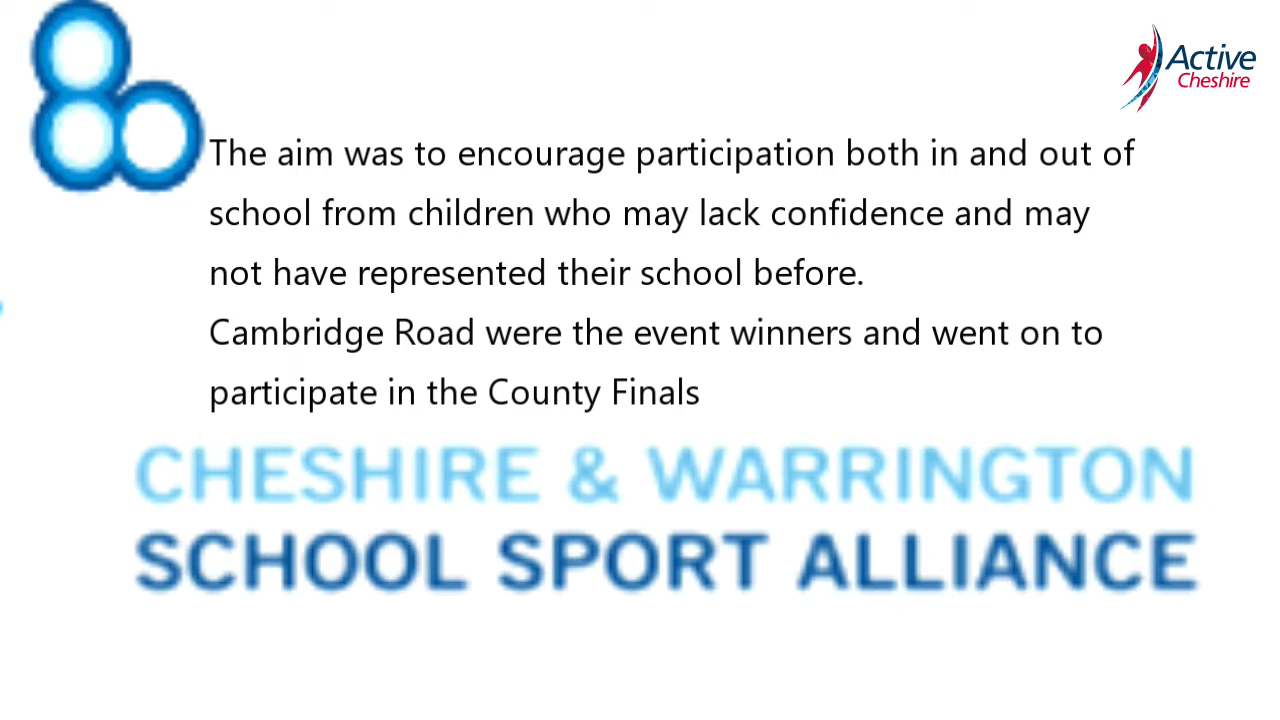 Active
Cheshire
The aim was to encourage participation both in and out of
school from children who may lack confidence and may
not have represented their school before.
Cambridge Road were the event winners and went on to
participate in the County Finals
CHESHIRE & WARRINGTON
SCHOOL SPORT ALLIANCE